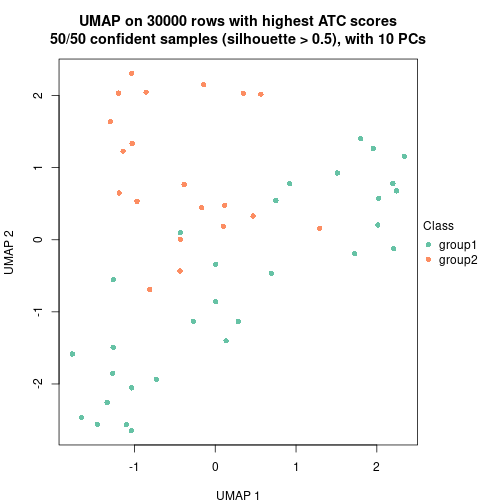 UMAP on 30000 rows with highest ATC scores
50/50 confident samples (silhouette > 0.5), with 10 PCs
2
1
0
-1
-2
UMAP 2
-1
0
1
2
UMAP 1
Class
group1
group2